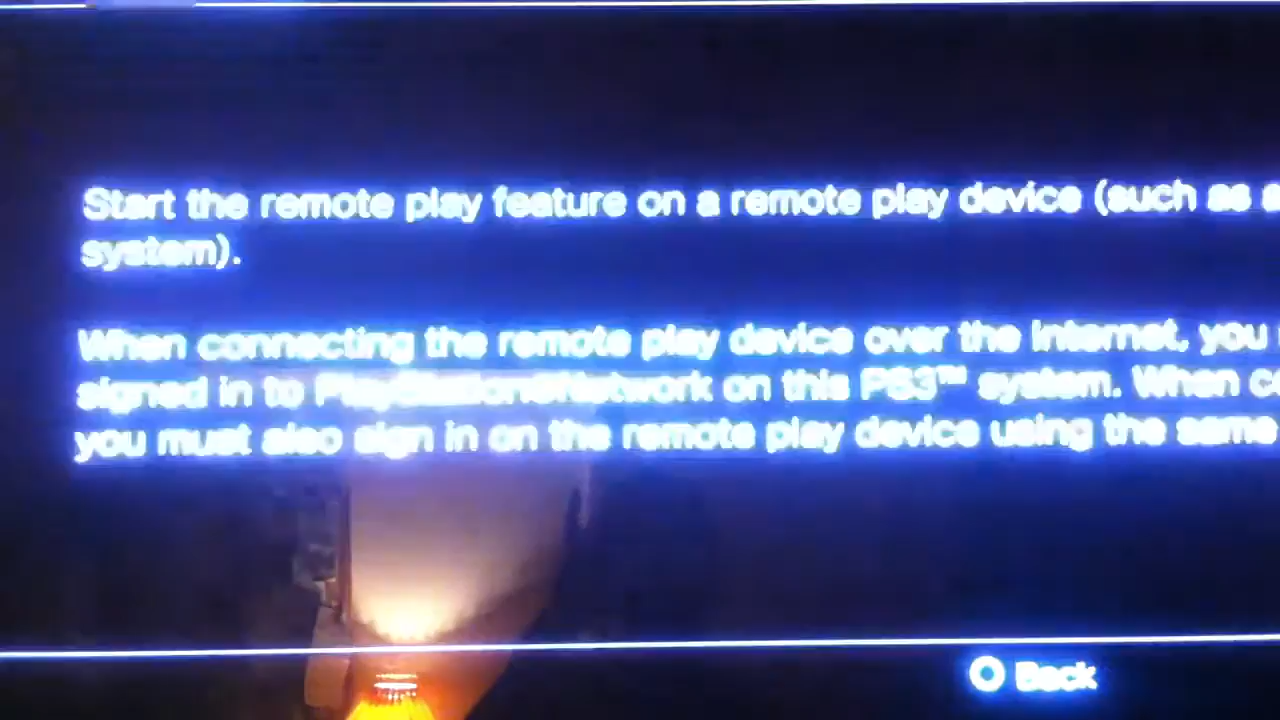 Start the remote play feature on a remote play device (such as a
system).
When connecting the remote play device over the Internet, you
signed in to PlayStation®Network on this PS3™ system. When
you must also sign in on the remote play device using the same
Back